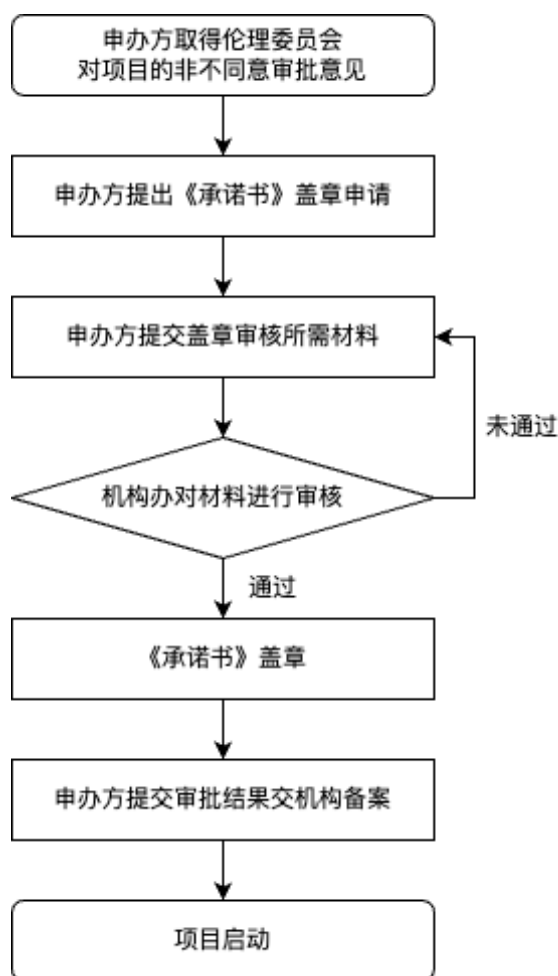 申办方取得伦理委员会
对项目的非不同意审批意见
申办方提出《承诺书》盖章申请
申办方提交盖章审核所需材料
未通过
机构办对材料进行审核
通过
《承诺书》盖章
申办方提交审批结果交机构备案
项目启动